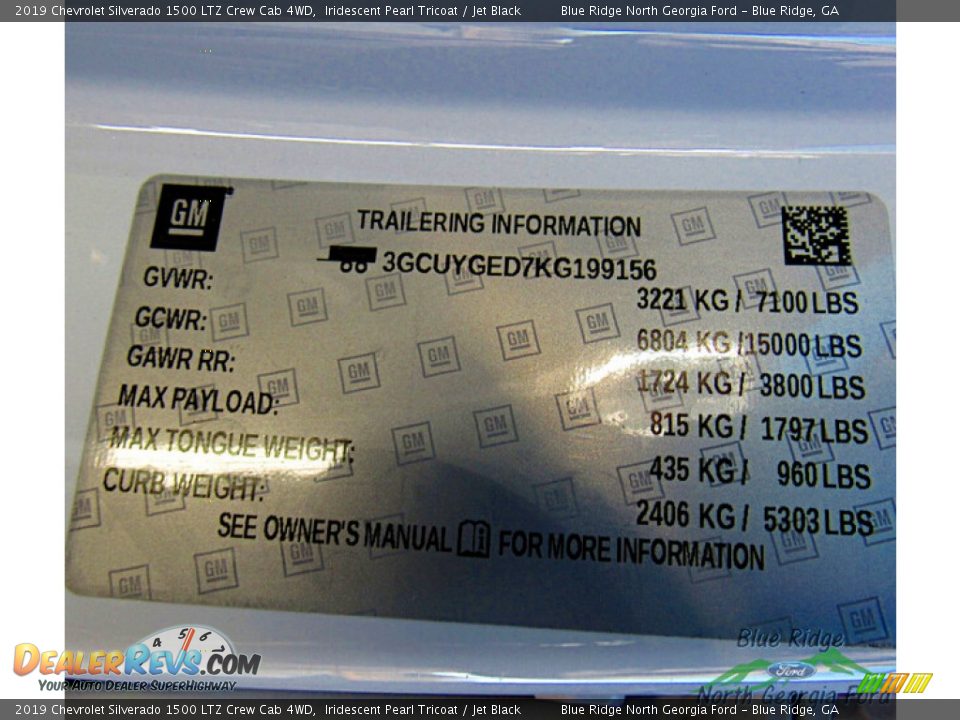 2019 Chevrolet Silverado 1500 LTZ Crew Cab 4WD, Iridescent Pearl Tricoat / Jet Black Blue Ridge North Georgia Ford - Blue Ridge, GA
GM TRAILERING INFORMATION
3GCUYGED7KG199156
GVWR: 3221 KG / 7100 LBS
GCWR: 6804 KG / 15000 LBS
GAWR RR: 1724 KG / 3800 LBS
MAX PAYLOAD: 815 KG / 1797 LBS
MAX TONGUE WEIGHT: 435 KG / 960 LBS
CURB WEIGHT: 2406 KG / 5303 LBS
SEE OWNER'S MANUAL FOR MORE INFORMATION
Blue Ridge
Ford
North Georgia Ford
4 5 6
DEALERREVS.COM
YOUR AUTO DEALER SUPERHIGHWAY
2019 Chevrolet Silverado 1500 LTZ Crew Cab 4WD, Iridescent Pearl Tricoat / Jet Black Blue Ridge North Georgia Ford - Blue Ridge, GA